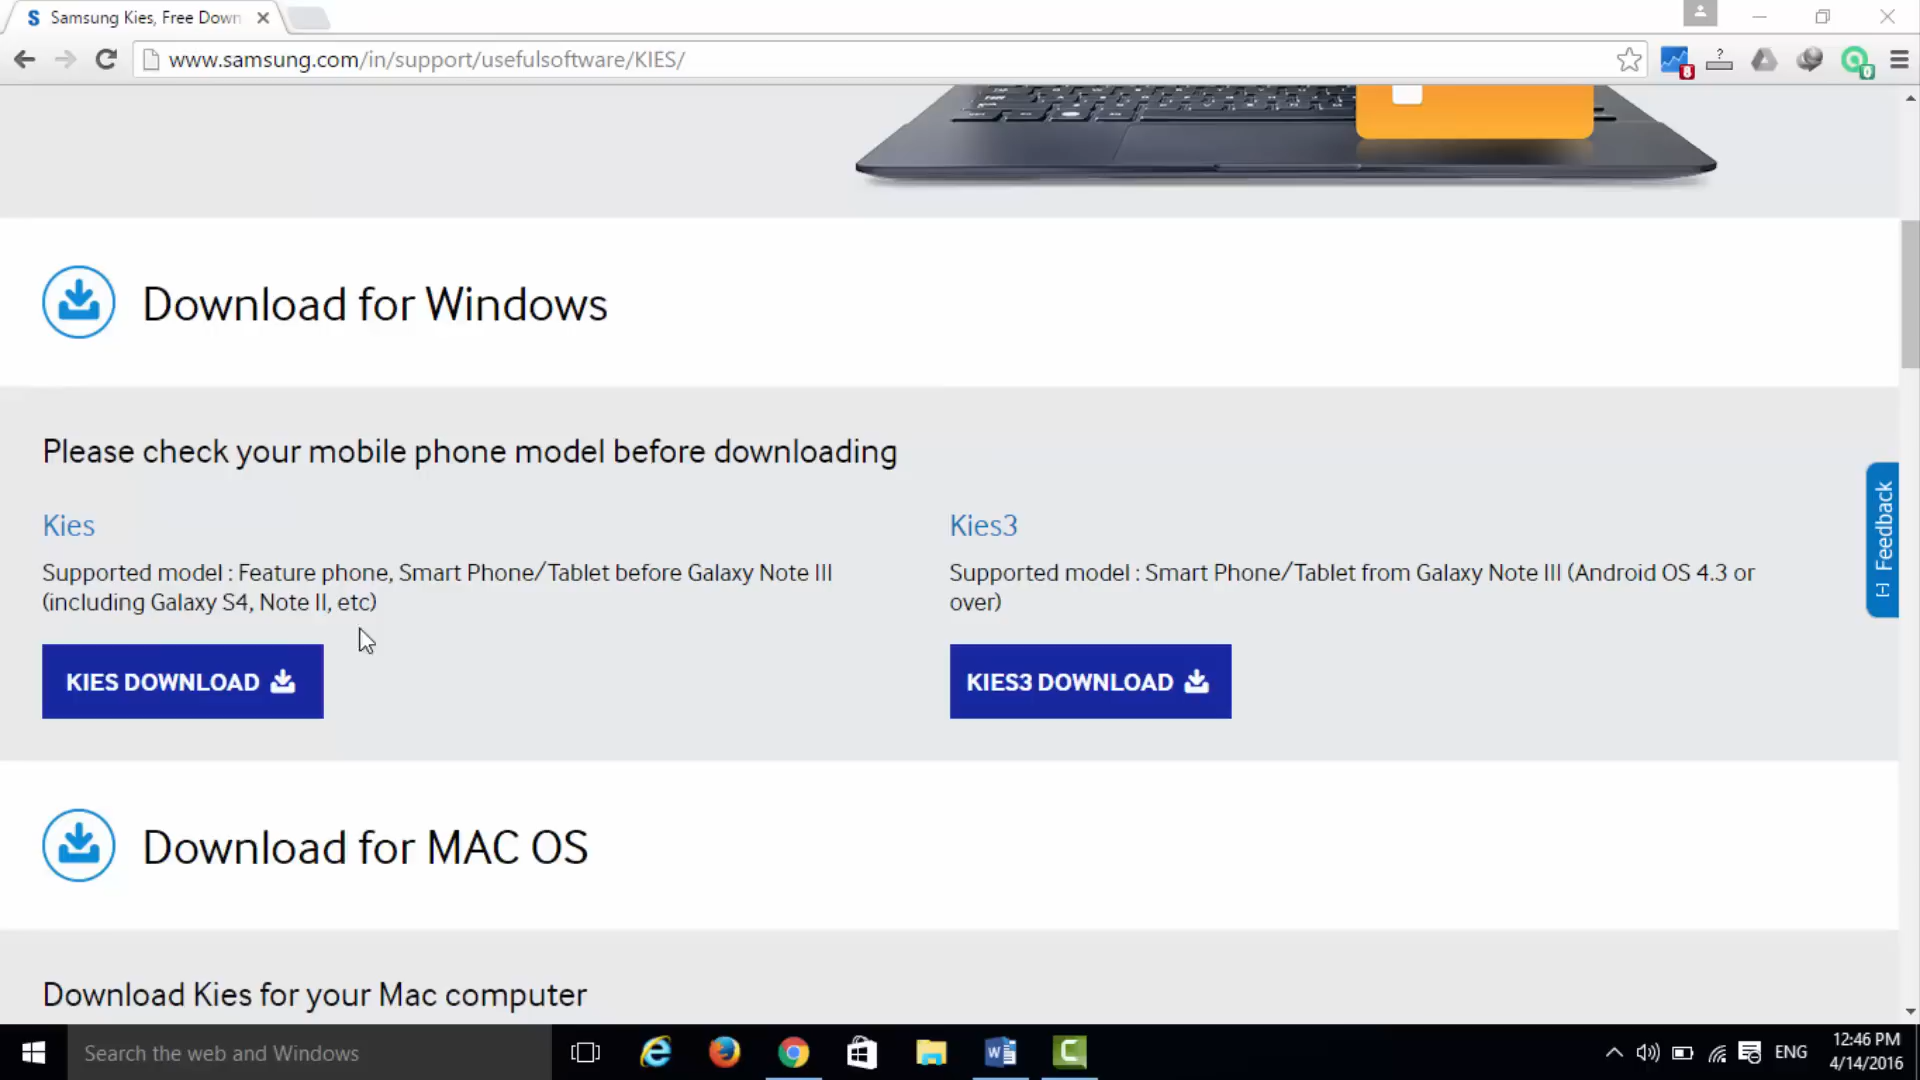 Samsung Kies, Free Down
www.samsung.com/in/support/usefulsoftware/KIES/
8
?
0
Download for Windows
Please check your mobile phone model before downloading
Kies
Supported model : Feature phone, Smart Phone/Tablet before Galaxy Note III
(including Galaxy S4, Note II, etc)
KIES DOWNLOAD
Kies3
Supported model : Smart Phone/Tablet from Galaxy Note III (Android OS 4.3 or
over)
KIES3 DOWNLOAD
[-] Feedback
Download for MAC OS
Download Kies for your Mac computer
Search the web and Windows
ENG
12:46 PM
4/14/2016